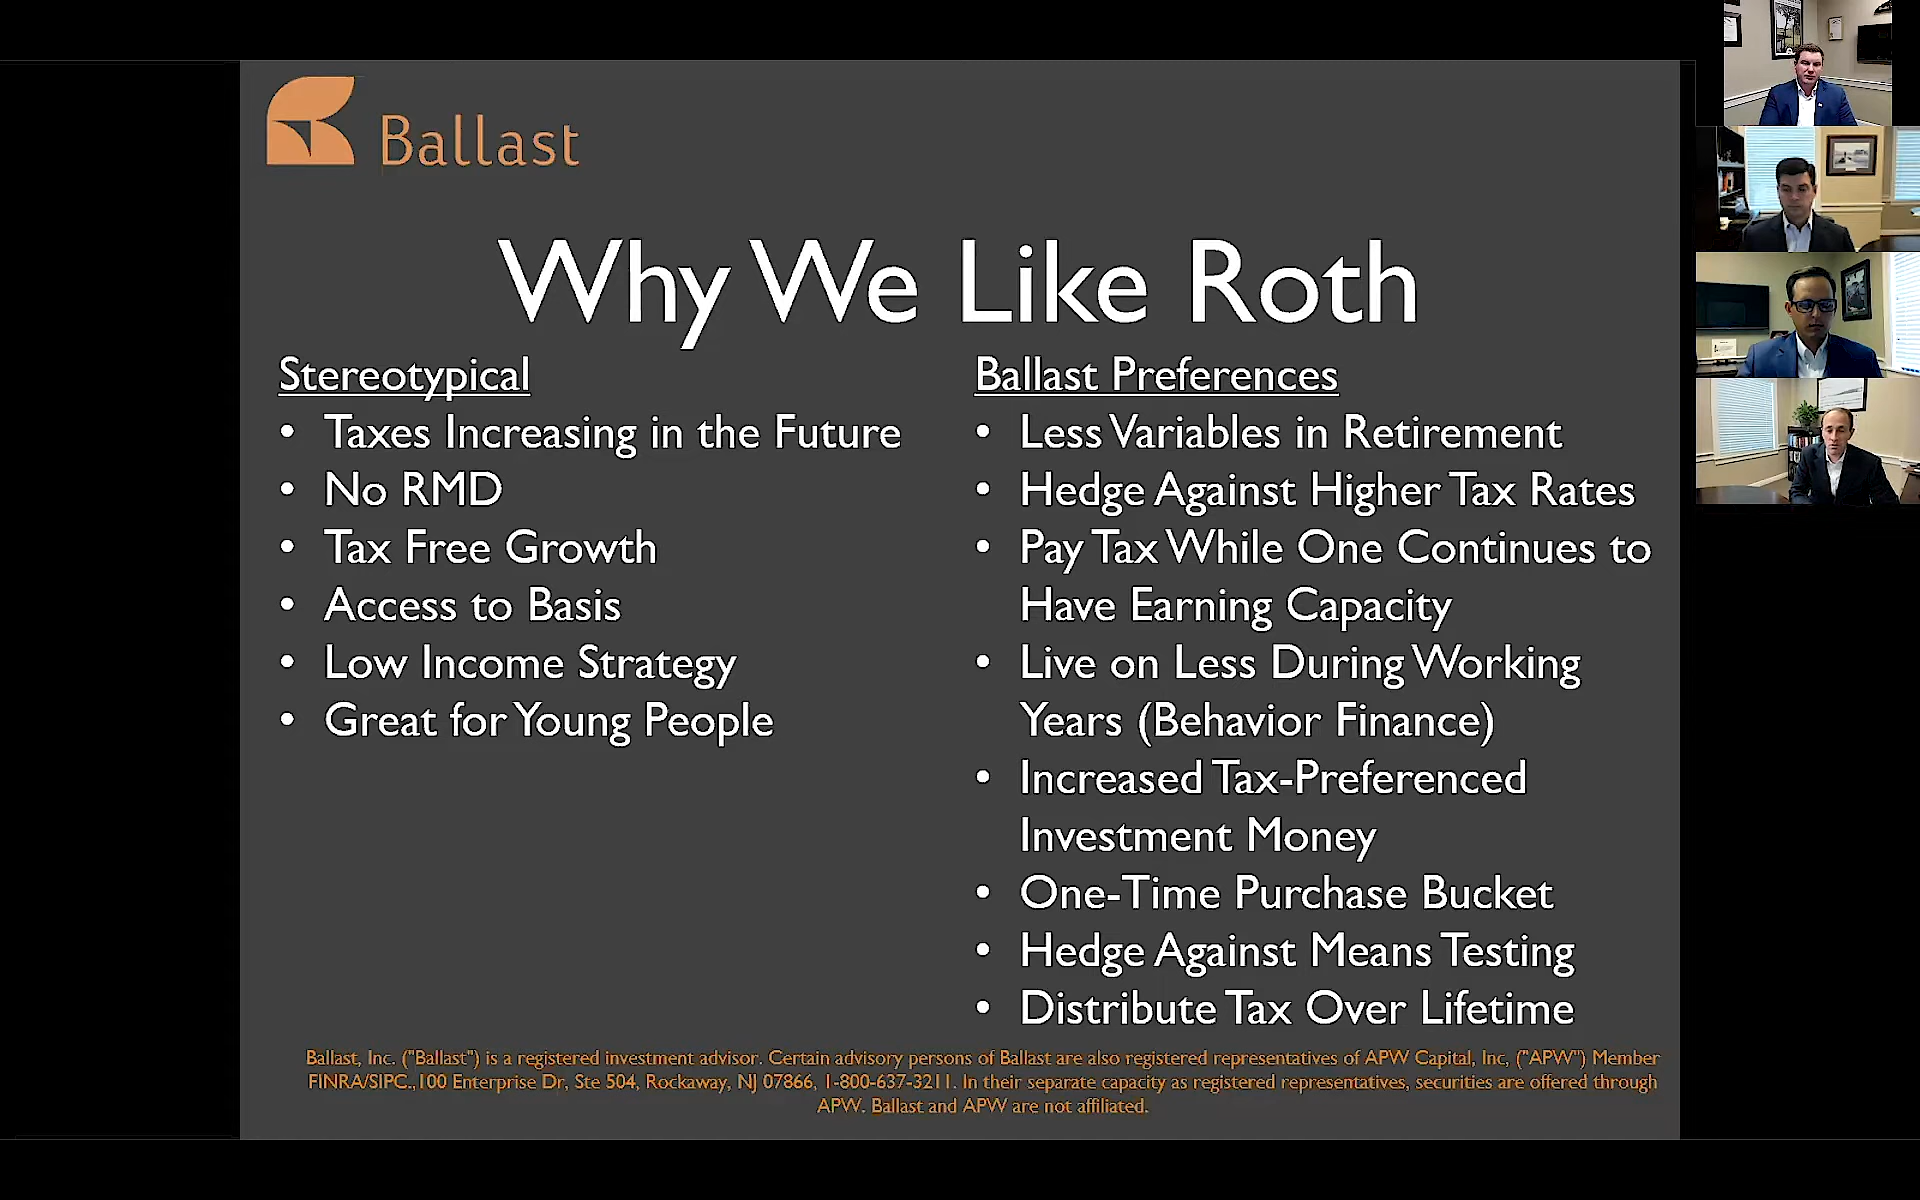 Ballast
Why We Like Roth
Stereotypical
• Taxes Increasing in the Future
• No RMD
• Tax Free Growth
• Access to Basis
• Low Income Strategy
• Great for Young People
Ballast Preferences
• Less Variables in Retirement
• Hedge Against Higher Tax Rates
• Pay Tax While One Continues to
Have Earning Capacity
• Live on Less During Working
Years (Behavior Finance)
• Increased Tax-Preferenced
Investment Money
• One-Time Purchase Bucket
• Hedge Against Means Testing
• Distribute Tax Over Lifetime
Ballast, Inc. ("Ballast") is a registered investment advisor. Certain advisory persons of Ballast are also registered representatives of APW Capital, Inc, ("APW") Member
FINRA/SIPC.,100 Enterprise Dr, Ste 504, Rockaway, NJ 07866, 1-800-637-3211. In their separate capacity as registered representatives, securities are offered through
APW. Ballast and APW are not affiliated.